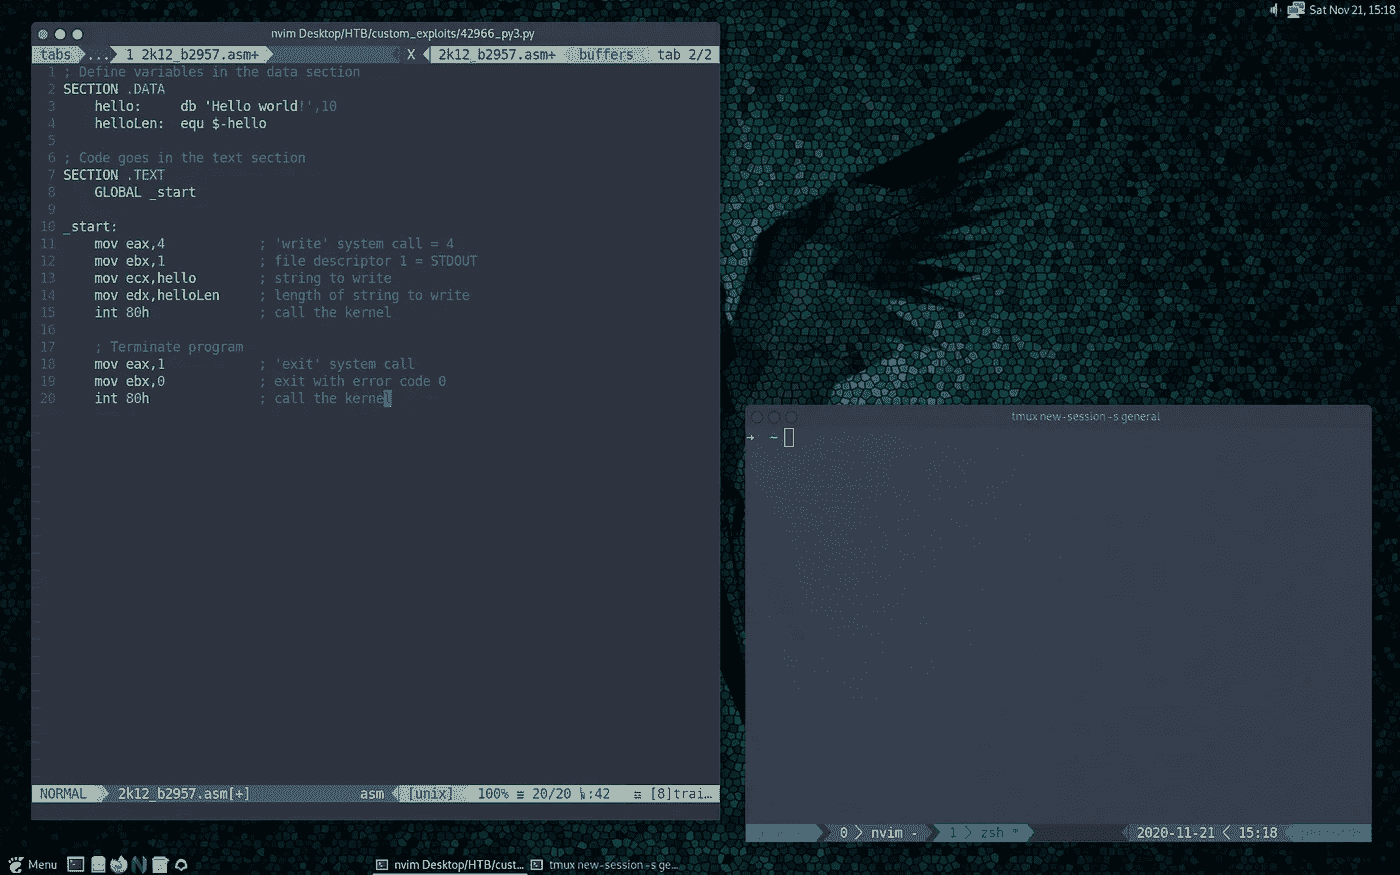 Sat Nov 21, 15:18
nvim Desktop/HTB/custom_exploits/42966_py3.py
tabs ... 1 2k12_b2957.asm+ X 2k12_b2957.asm+ buffers tab 2/2
1 ; Define variables in the data section
2 SECTION .DATA
3 hello: db 'Hello world!',10
4 helloLen: equ $-hello
5
6 ; Code goes in the text section
7 SECTION .TEXT
8 GLOBAL _start
9
10 _start:
11 mov eax,4 ; 'write' system call = 4
12 mov ebx,1 ; file descriptor 1 = STDOUT
13 mov ecx,hello ; string to write
14 mov edx,helloLen ; length of string to write
15 int 80h ; call the kernel
16
17 ; Terminate program
18 mov eax,1 ; 'exit' system call
19 mov ebx,0 ; exit with error code 0
20 int 80h ; call the kernel
NORMAL 2k12_b2957.asm[+] asm [unix] 100% ≡ 20/20 :42 ≡ [8]trai…
tmux new-session -s general
→ ~
0 > nvim - 1 > zsh * 2020-11-21 < 15:18
Menu nvim Desktop/HTB/cust... tmux new-session -s ge...